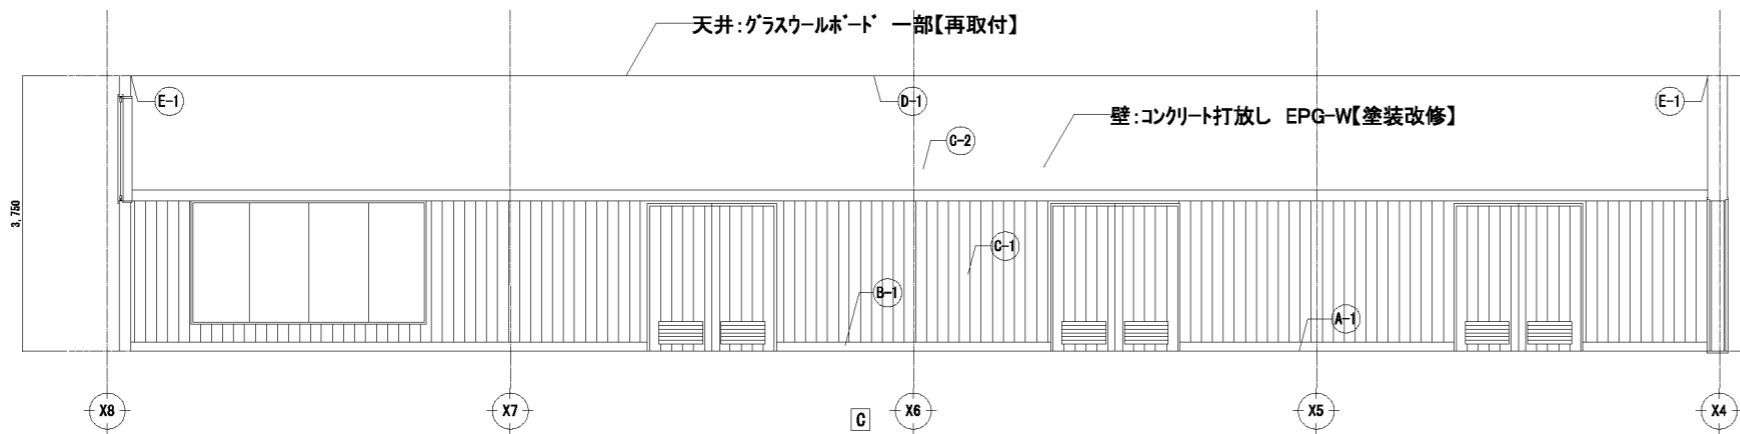 天井:グラスウールボード 一部【再取付】
E-1
D-1
E-1
壁:コンクリート打放し EPG-W【塗装改修】
C-2
3,750
C-1
B-1
A-1
X8
X7
C
X6
X5
X4